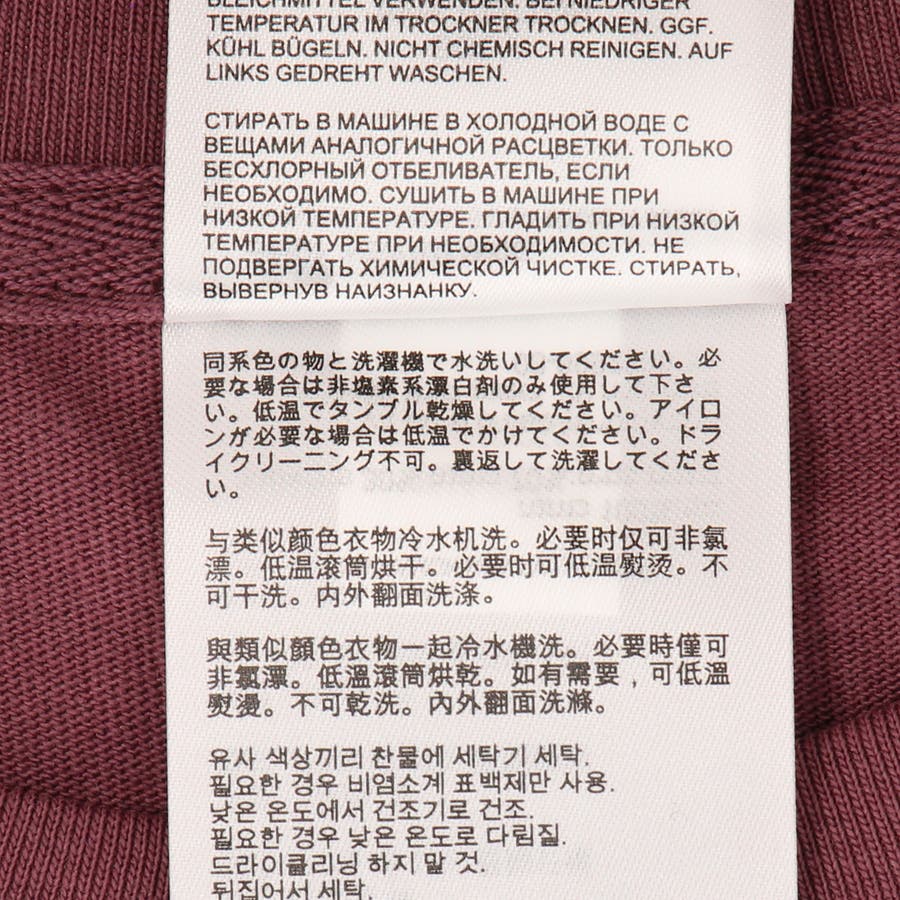 BLEICHMITTEL VERWENDEN. BEI NIEDRIGER
TEMPERATUR IM TROCKNER TROCKNEN. GGF.
KÜHL BÜGELN. NICHT CHEMISCH REINIGEN. AUF
LINKS GEDREHT WASCHEN.
СТИРАТЬ В МАШИНЕ В ХОЛОДНОЙ ВОДЕ С
ВЕЩАМИ АНАЛОГИЧНОЙ РАСЦВЕТКИ. ТОЛЬКО
БЕСХЛОРНЫЙ ОТБЕЛИВАТЕЛЬ, ЕСЛИ
НЕОБХОДИМО. СУШИТЬ В МАШИНЕ ПРИ
НИЗКОЙ ТЕМПЕРАТУРЕ. ГЛАДИТЬ ПРИ НИЗКОЙ
ТЕМПЕРАТУРЕ ПРИ НЕОБХОДИМОСТИ. НЕ
ПОДВЕРГАТЬ ХИМИЧЕСКОЙ ЧИСТКЕ. СТИРАТЬ,
ВЫВЕРНУВ НАИЗНАНКУ.
同系色の物と洗濯機で水洗いしてください。必
要な場合は非塩素系漂白剤のみ使用して下さ
い。低温でタンブル乾燥してください。アイロ
ンが必要な場合は低温でかけてください。ドラ
イクリーニング不可。裏返して洗濯してくださ
い。
与类似颜色衣物冷水机洗。必要时仅可非氯
漂。低温滚筒烘干。必要时可低温熨烫。不
可干洗。内外翻面洗涤。
與類似顏色衣物一起冷水機洗。必要時僅可
非氯漂。低溫滾筒烘乾。如有需要，可低溫
熨燙。不可乾洗。內外翻面洗滌。
유사 색상끼리 찬물에 세탁기 세탁.
필요한 경우 비염소계 표백제만 사용.
낮은 온도에서 건조기로 건조.
필요한 경우 낮은 온도로 다림질.
드라이클리닝 하지 말 것.
뒤집어서 세탁.